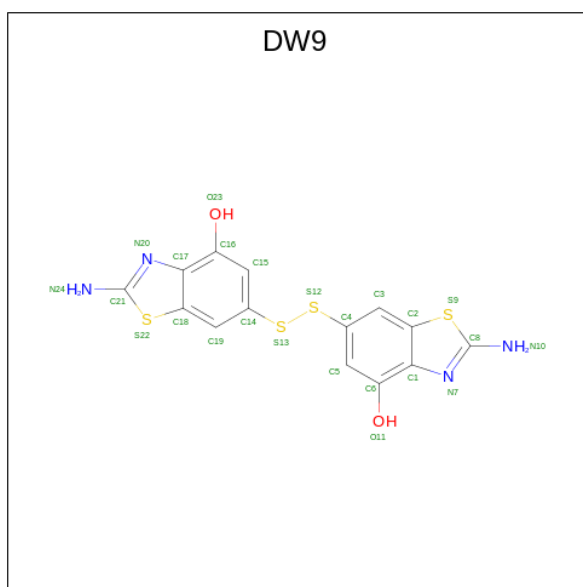 DW9
O23
OH
N20
C17
C16
C15
N24
H₂N
N
C21
S12
C3
S9
S
S
S
C4
C2
S22
C18
C14
S
C8
NH₂
N10
C19
S13
C5
C1
N
C6
N7
OH
O11